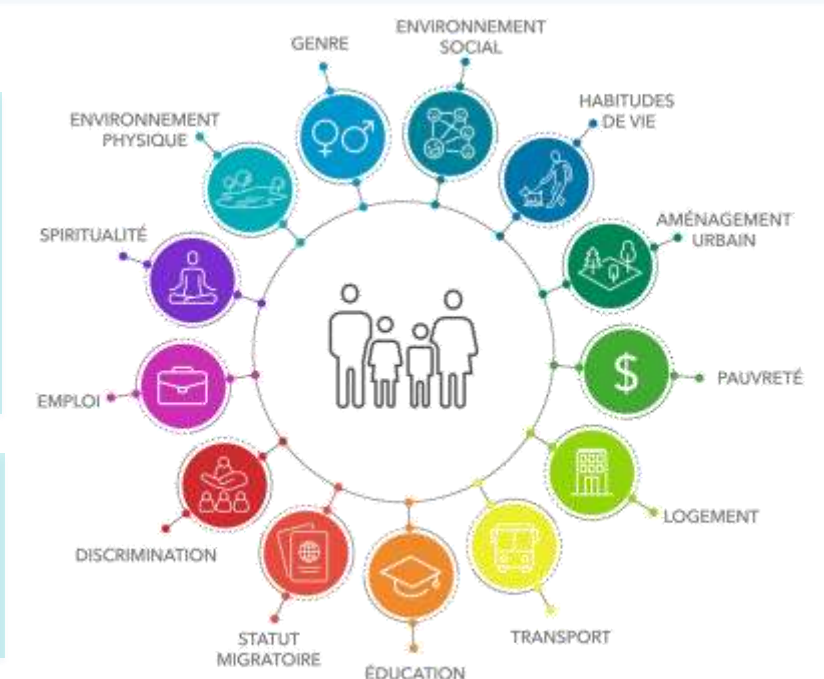 ENVIRONNEMENT
SOCIAL
GENRE
HABITUDES
DE VIE
ENVIRONNEMENT
PHYSIQUE
AMÉNAGEMENT
URBAIN
SPIRITUALITÉ
$
PAUVRETÉ
EMPLOI
LOGEMENT
DISCRIMINATION
TRANSPORT
STATUT
MIGRATOIRE
ÉDUCATION